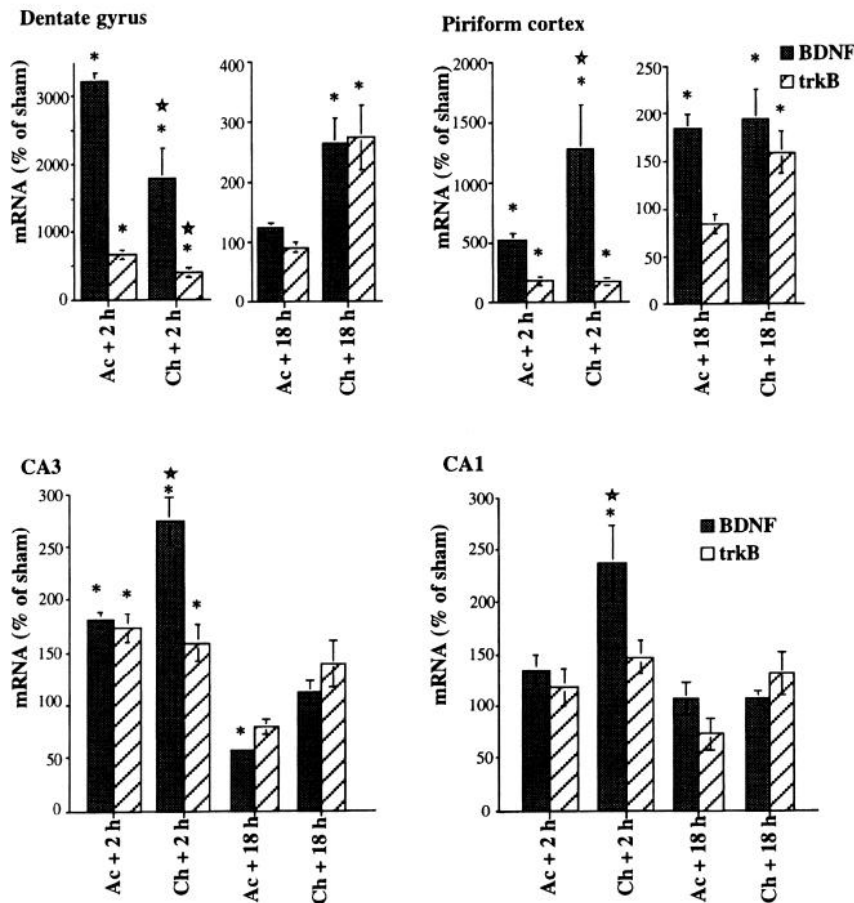 Dentate gyrus
mRNA (% of sham)
3000
2000
1000
0
* * ☆ * ☆ *
Ac + 2 h
Ch + 2 h
400
300
200
100
0
* *
Ac + 18 h
Ch + 18 h
Piriform cortex
mRNA (% of sham)
2000
1500
1000
500
0
* * ☆ * *
Ac + 2 h
Ch + 2 h
250
200
150
100
50
0
* * *
Ac + 18 h
Ch + 18 h
BDNF
trkB
CA3
mRNA (% of sham)
300
250
200
150
100
50
0
* * ☆ * * *
Ac + 2 h
Ch + 2 h
Ac + 18 h
Ch + 18 h
CA1
mRNA (% of sham)
300
250
200
150
100
50
0
☆ *
Ac + 2 h
Ch + 2 h
Ac + 18 h
Ch + 18 h
BDNF
trkB